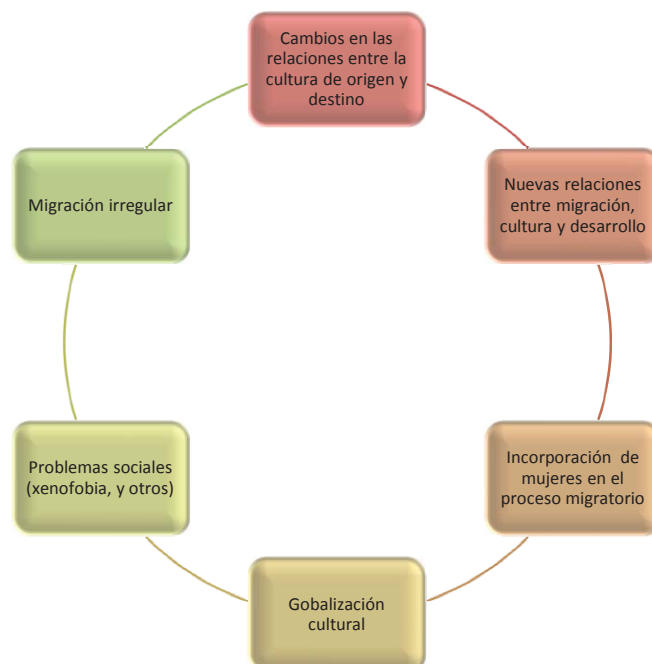 Cambios en las
relaciones entre la
cultura de origen y
destino
Nuevas relaciones
entre migración,
cultura y desarrollo
Incorporación de
mujeres en el
proceso migratorio
Gobalización
cultural
Problemas sociales
(xenofobia, y otros)
Migración irregular